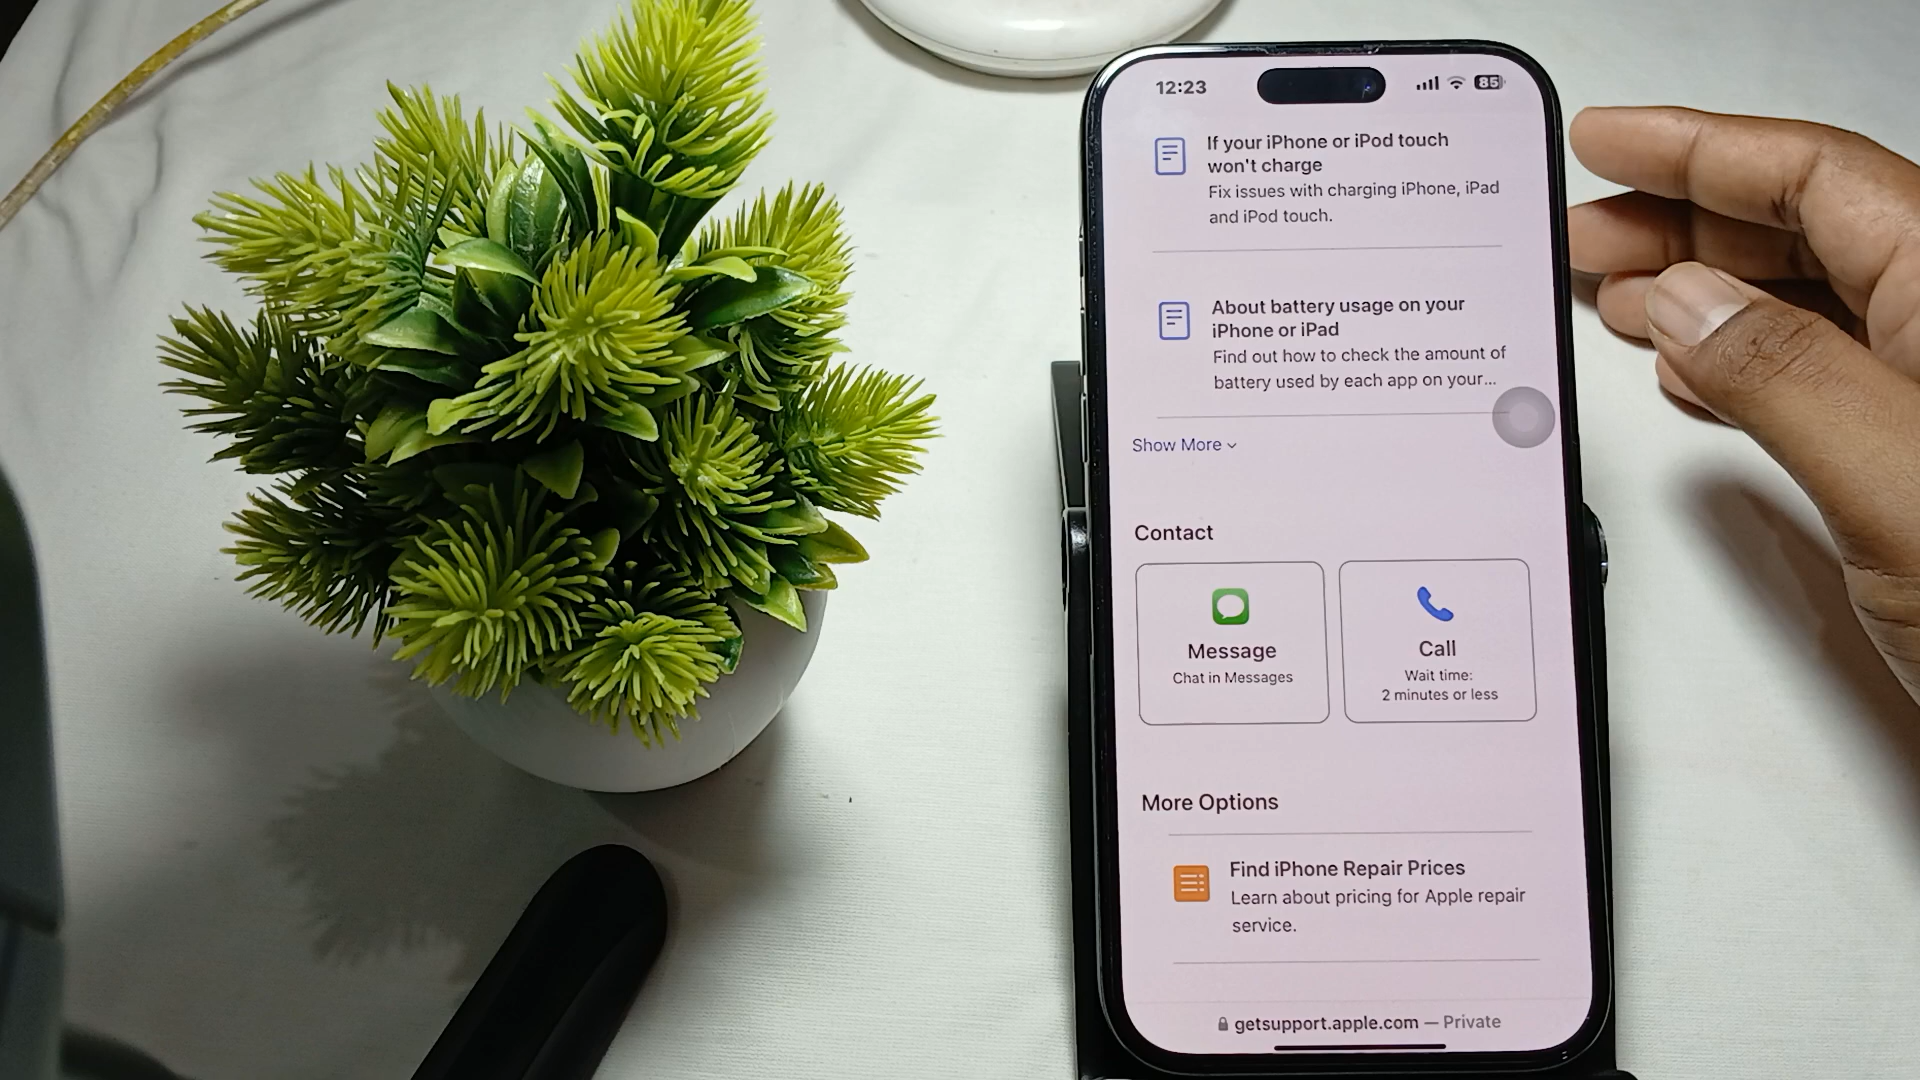 12:23
85
If your iPhone or iPod touch
won't charge
Fix issues with charging iPhone, iPad
and iPod touch.
About battery usage on your
iPhone or iPad
Find out how to check the amount of
battery used by each app on your...
Show More
Contact
Message
Chat in Messages
Call
Wait time:
2 minutes or less
More Options
Find iPhone Repair Prices
Learn about pricing for Apple repair
service.
getsupport.apple.com — Private